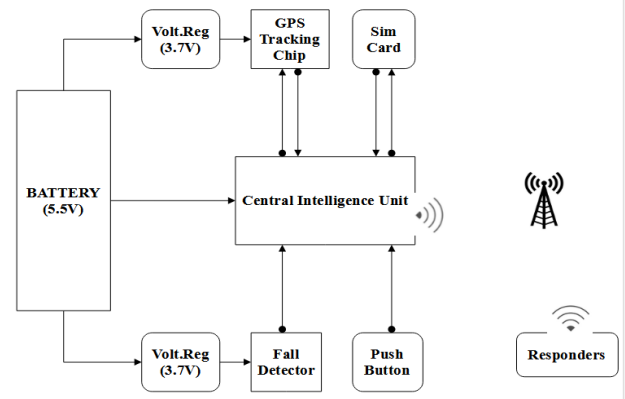 Volt.Reg
(3.7V)
GPS
Tracking
Chip
Sim
Card
BATTERY
(5.5V)
Central Intelligence Unit
Volt.Reg
(3.7V)
Fall
Detector
Push
Button
Responders